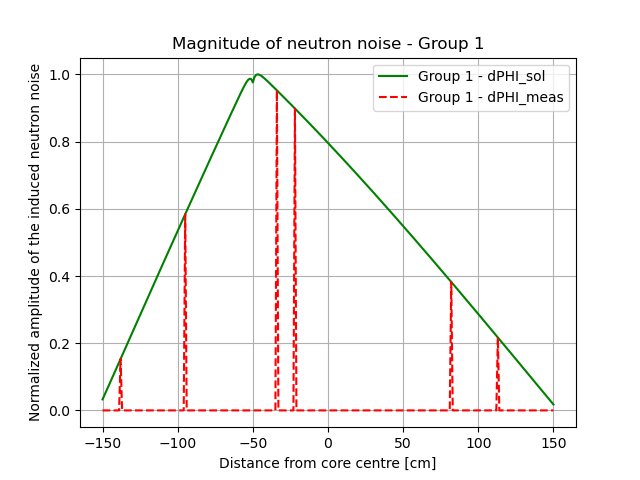 Magnitude of neutron noise - Group 1
Normalized amplitude of the induced neutron noise
1.0
0.8
0.6
0.4
0.2
0.0
Group 1 - dPHI_sol
Group 1 - dPHI_meas
−150 −100 −50 0 50 100 150
Distance from core centre [cm]